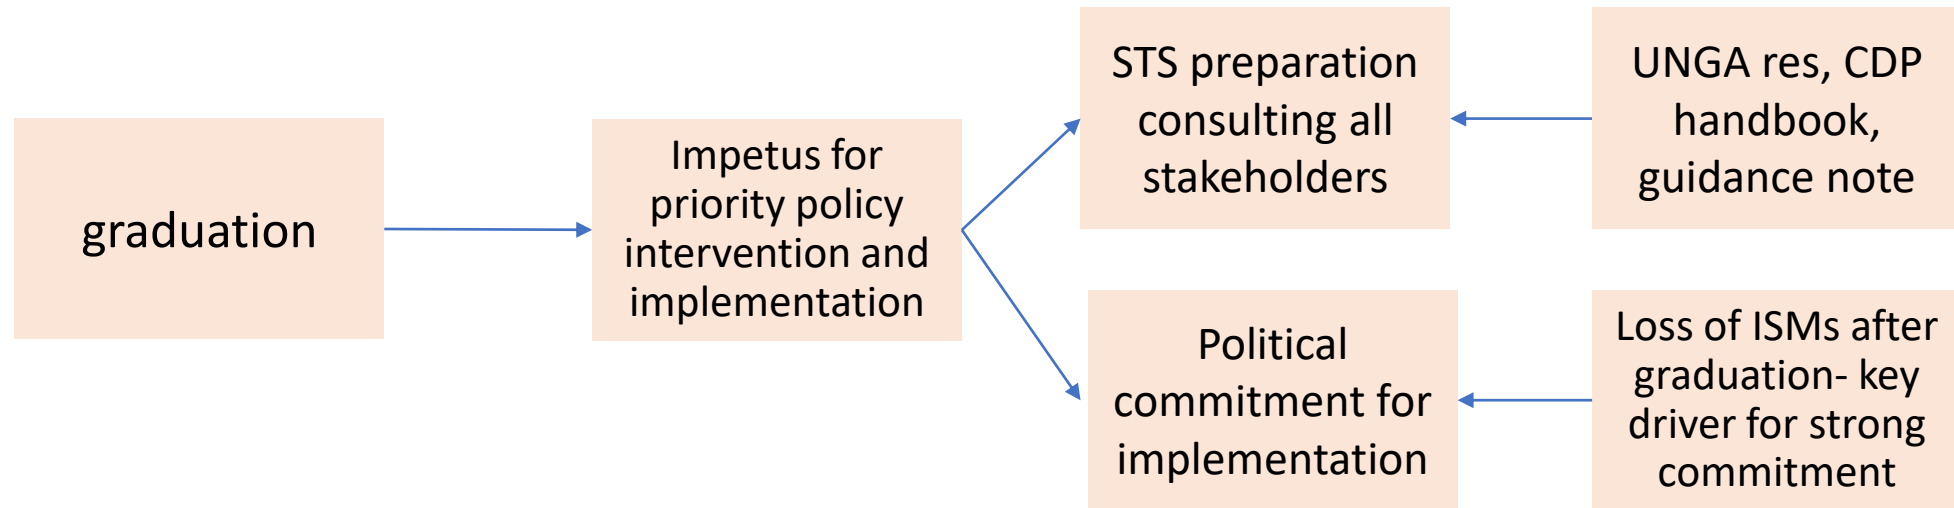 graduation
Impetus for
priority policy
intervention and
implementation
STS preparation
consulting all
stakeholders
UNGA res, CDP
handbook,
guidance note
Political
commitment for
implementation
Loss of ISMs after
graduation- key
driver for strong
commitment